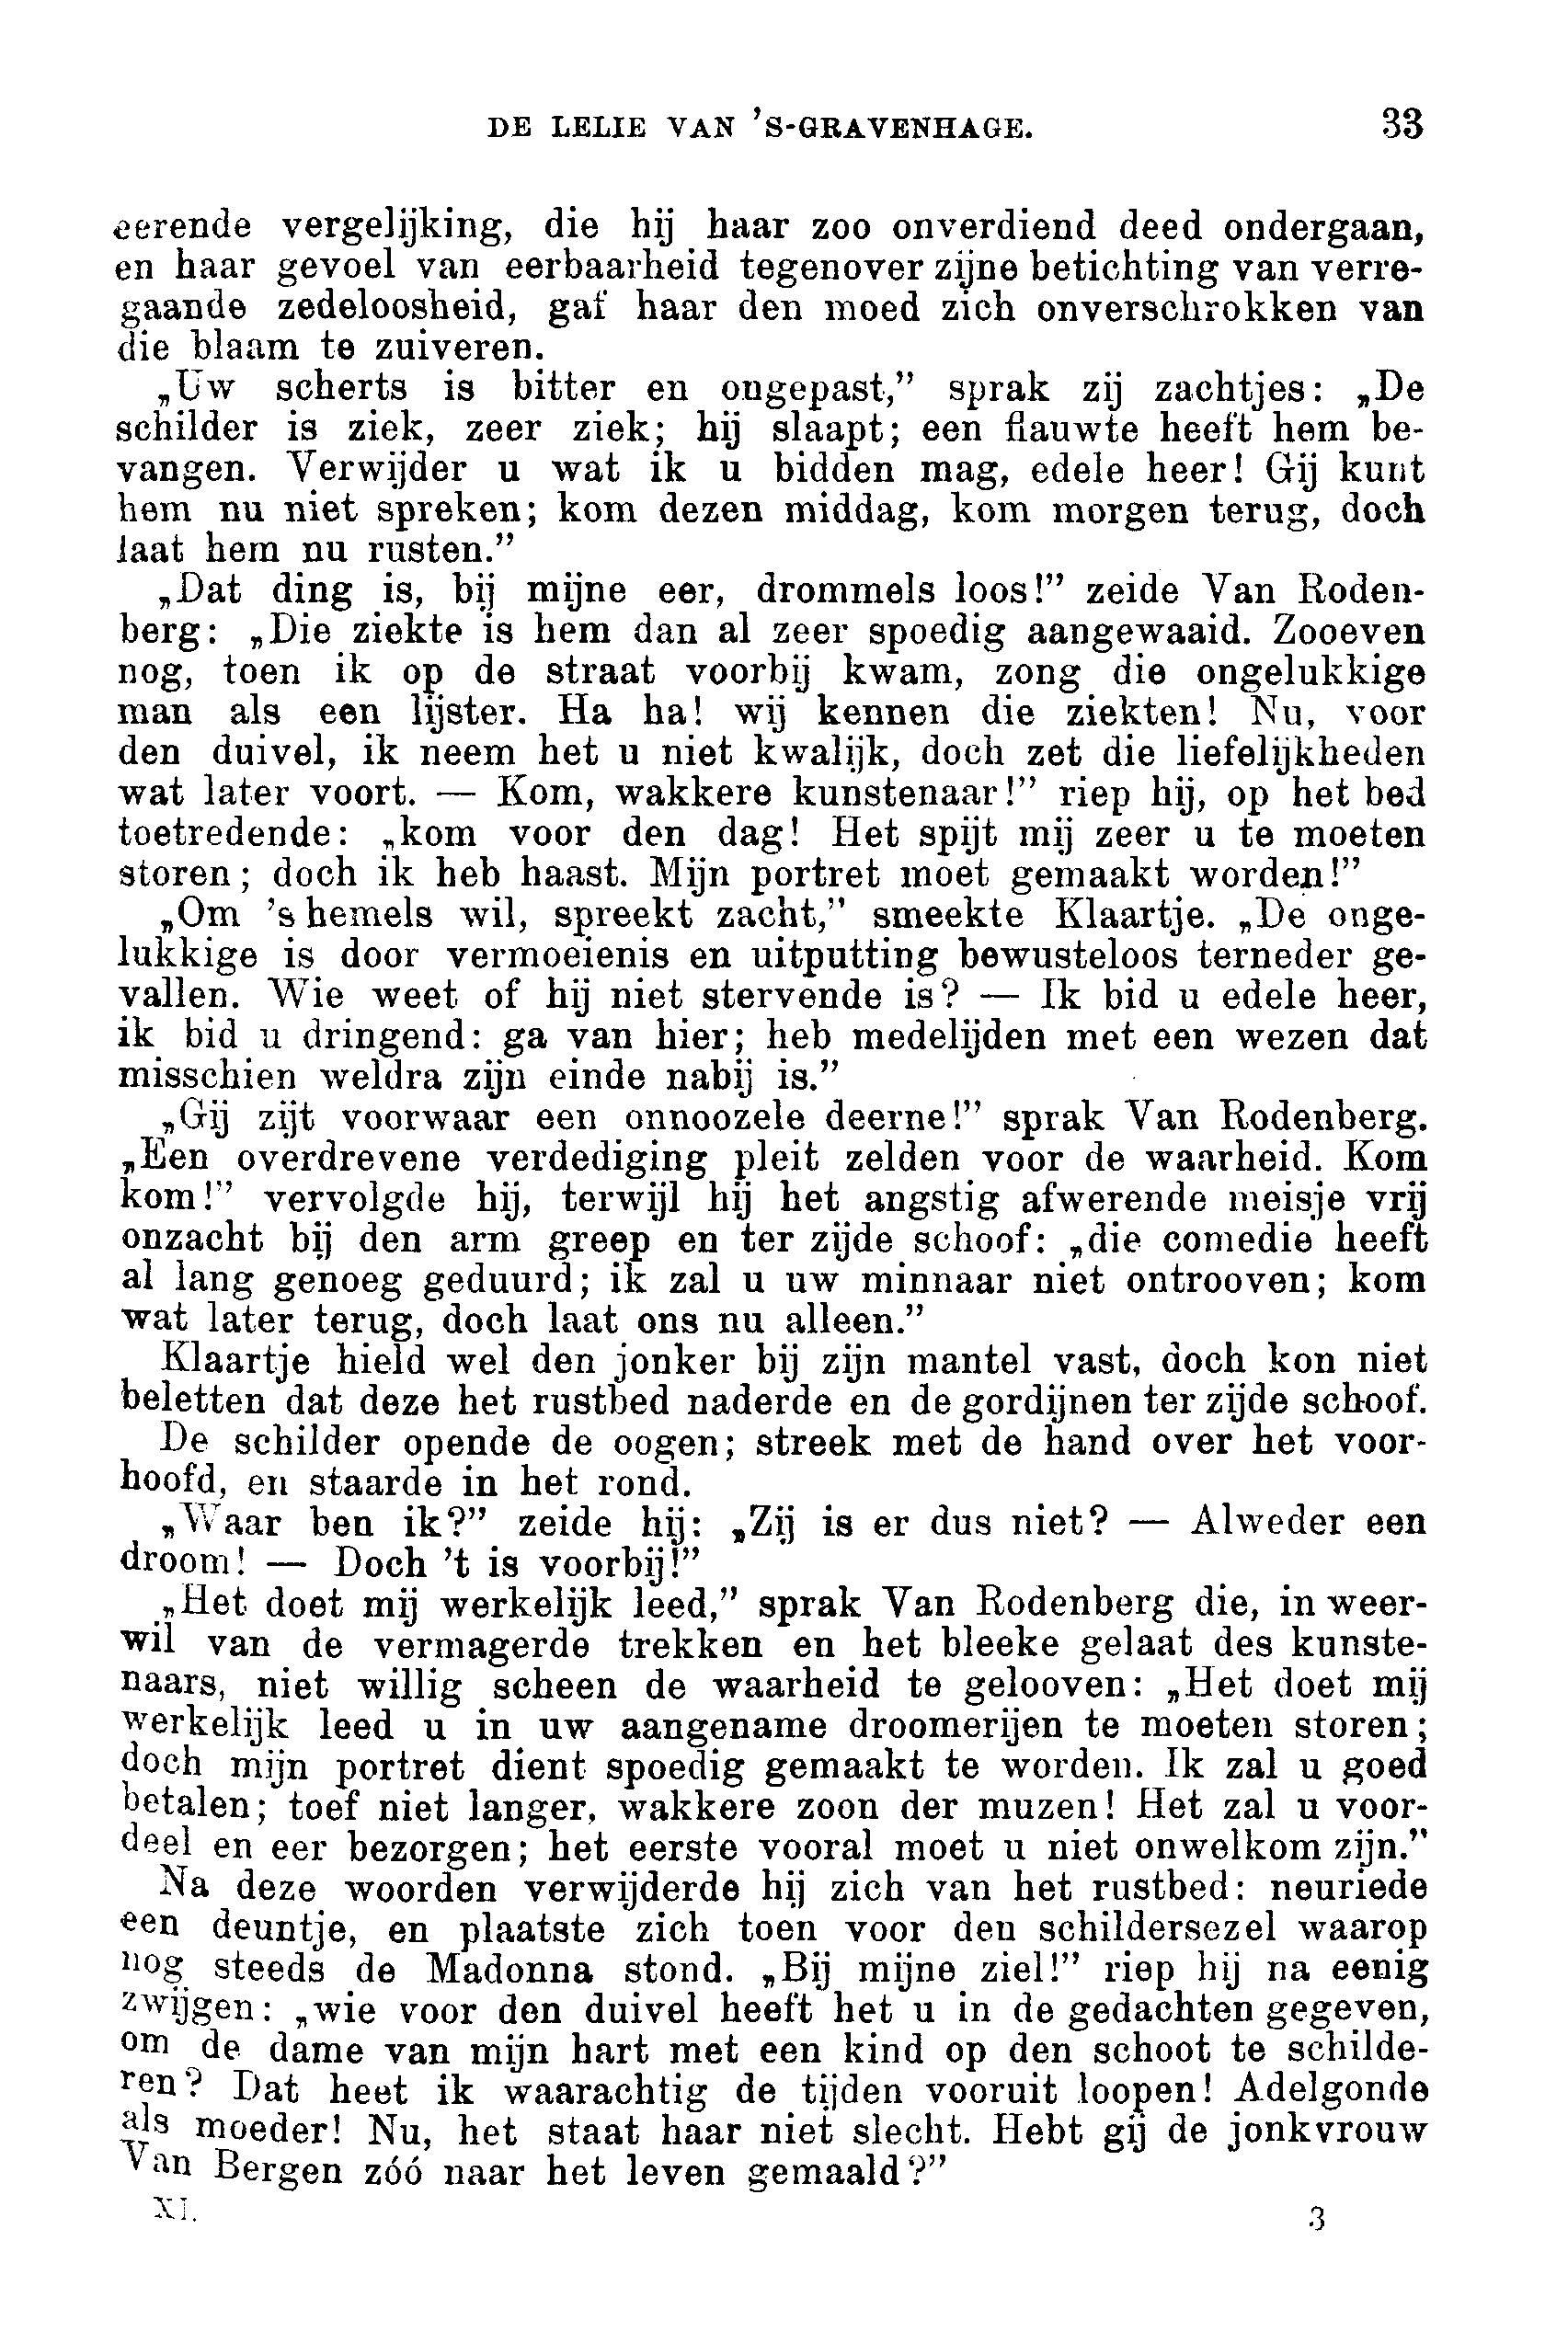 DE LELIE VAN 'S-GRAVENHAGE. 33
eerende vergelijking, die hij haar zoo onverdiend deed ondergaan,
en haar gevoel van eerbaarheid tegenover zijne betichting van verre-
gaande zedeloosheid, gaf haar den moed zich onverschrokken van
die blaam te zuiveren.
„Uw scherts is bitter en ongepast,” sprak zij zachtjes: „De
schilder is ziek, zeer ziek; hij slaapt; een flauwte heeft hem be-
vangen. Verwijder u wat ik u bidden mag, edele heer! Gij kunt
hem nu niet spreken; kom dezen middag, kom morgen terug, doch
laat hem nu rusten.”
„Dat ding is, bij mijne eer, drommels loos!” zeide Van Roden-
berg: „Die ziekte is hem dan al zeer spoedig aangewaaid. Zooeven
nog, toen ik op de straat voorbij kwam, zong die ongelukkige
man als een lijster. Ha ha! wij kennen die ziekten! Nu, voor
den duivel, ik neem het u niet kwalijk, doch zet die liefelijkheden
wat later voort. — Kom, wakkere kunstenaar!” riep hij, op het bed
toetredende: „kom voor den dag! Het spijt mij zeer u te moeten
storen; doch ik heb haast. Mijn portret moet gemaakt worden!”
„Om 's hemels wil, spreekt zacht,” smeekte Klaartje. „De onge-
lukkige is door vermoeienis en uitputting bewusteloos terneder ge-
vallen. Wie weet of hij niet stervende is? — Ik bid u edele heer,
ik bid u dringend: ga van hier; heb medelijden met een wezen dat
misschien weldra zijn einde nabij is.”
„Gij zijt voorwaar een onnoozele deerne!” sprak Van Rodenberg.
„Een overdrevene verdediging pleit zelden voor de waarheid. Kom
kom!” vervolgde hij, terwijl hij het angstig afwerende meisje vrij
onzacht bij den arm greep en ter zijde schoof: „die comedie heeft
al lang genoeg geduurd; ik zal u uw minnaar niet ontrooven; kom
wat later terug, doch laat ons nu alleen.”
Klaartje hield wel den jonker bij zijn mantel vast, doch kon niet
beletten dat deze het rustbed naderde en de gordijnen ter zijde schoof.
De schilder opende de oogen; streek met de hand over het voor-
hoofd, en staarde in het rond.
„Waar ben ik?” zeide hij: „Zij is er dus niet? — Alweder een
droom! — Doch 't is voorbij!”
„Het doet mij werkelijk leed,” sprak Van Rodenberg die, in weer-
wil van de vermagerde trekken en het bleeke gelaat des kunste-
naars, niet willig scheen de waarheid te gelooven: „Het doet mij
werkelijk leed u in uw aangename droomerijen te moeten storen;
doch mijn portret dient spoedig gemaakt te worden. Ik zal u goed
betalen; toef niet langer, wakkere zoon der muzen! Het zal u voor-
deel en eer bezorgen; het eerste vooral moet u niet onwelkom zijn.”
Na deze woorden verwijderde hij zich van het rustbed: neuriede
een deuntje, en plaatste zich toen voor den schildersezel waarop
nog steeds de Madonna stond. „Bij mijne ziel!” riep hij na eenig
zwijgen: „wie voor den duivel heeft het u in de gedachten gegeven,
om de dame van mijn hart met een kind op den schoot te schilde-
ren? Dat heet ik waarachtig de tijden vooruit loopen! Adelgonde
als moeder! Nu, het staat haar niet slecht. Hebt gij de jonkvrouw
Van Bergen zóó naar het leven gemaald?”
XI. 3